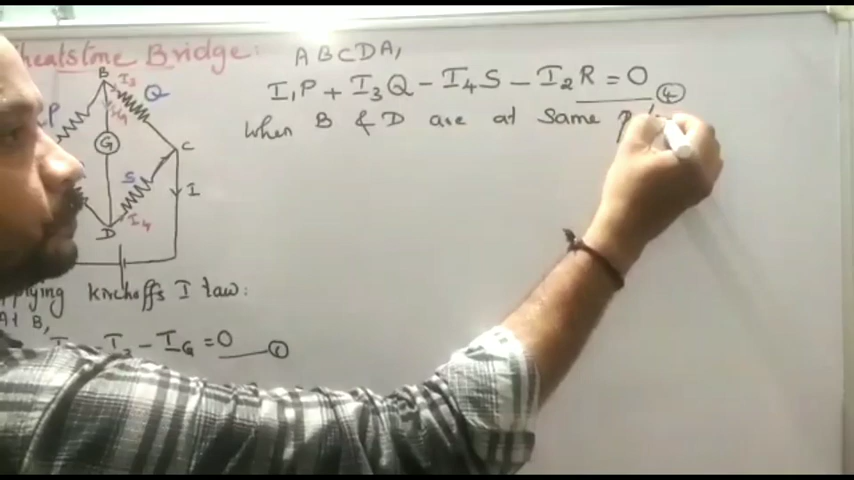 heatstone Bridge:
ABCDA,
I₁P + I₃Q - I₄S - I₂R = 0 ④
When B & D are at same
B
I₃
Q
P
G
C
S
I
I₄
D
pplying kirchoffs I law:
At B,
- I₃ - I_G = 0 ①